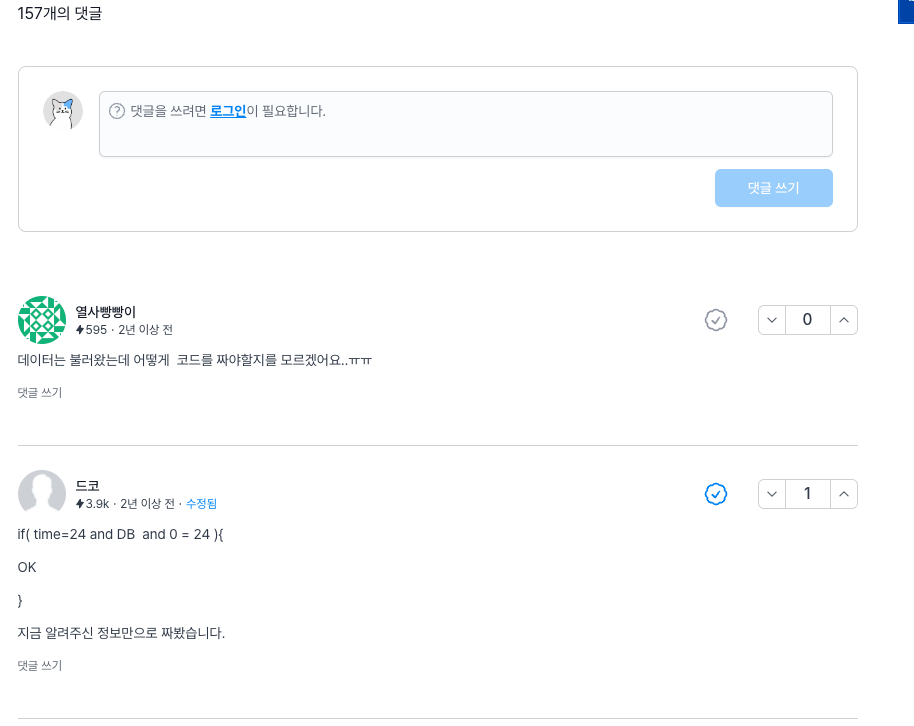 157개의 댓글
댓글을 쓰려면 로그인이 필요합니다.
댓글 쓰기
열사빵빵이
595 · 2년 이상 전
0
데이터는 불러왔는데 어떻게 코드를 짜야할지를 모르겠어요..ㅠㅠ
댓글 쓰기
드코
3.9k · 2년 이상 전 · 수정됨
1
if( time=24 and DB and 0 = 24 ){
OK
}
지금 알려주신 정보만으로 짜봤습니다.
댓글 쓰기